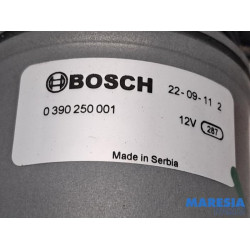 BOSCH 22-09-11 2
0 390 250 001
12V 287
Made in Serbia
MARESIA